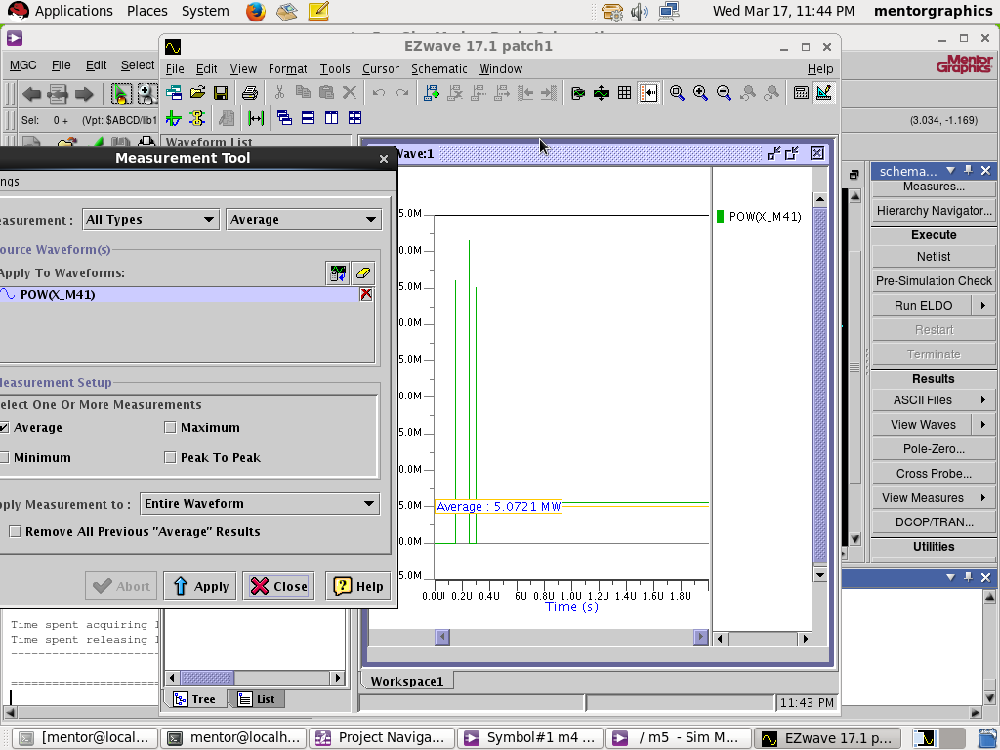 Applications Places System
Wed Mar 17, 11:44 PM mentorgraphics
EZwave 17.1 patch1
MGC File Edit Select
File Edit View Format Tools Cursor Schematic Window Help
Mentor Graphics
Sel: 0 + (Vpt: $ABCD/lib1
(3.034, -1.169)
Waveform List
Measurement Tool
Wave:1
ngs
schema...
Measures...
Hierarchy Navigator...
Execute
Netlist
Pre-Simulation Check
Run ELDO
Restart
Terminate
Results
ASCII Files
View Waves
Pole-Zero...
Cross Probe...
View Measures
DCOP/TRAN...
Utilities
easurement : All Types Average
ource Waveform(s)
Apply To Waveforms:
POW(X_M41)
easurement Setup
elect One Or More Measurements
Average Maximum
Minimum Peak To Peak
pply Measurement to : Entire Waveform
Remove All Previous "Average" Results
Abort Apply Close Help
POW(X_M41)
5.0M
0.0M
5.0M
0.0M
5.0M
0.0M
5.0M
0.0M
5.0M
0.0M
5.0M
Average : 5.0721 MW
0.0U 0.2U 0.4U 6U 0.8U 1.0U 1.2U 1.4U 1.6U 1.8U
Time (s)
Time spent acquiring
Time spent releasing
Tree List
Workspace1
11:43 PM
[mentor@local... mentor@localh... Project Naviga... Symbol#1 m4 ... / m5 - Sim M... EZwave 17.1 p...